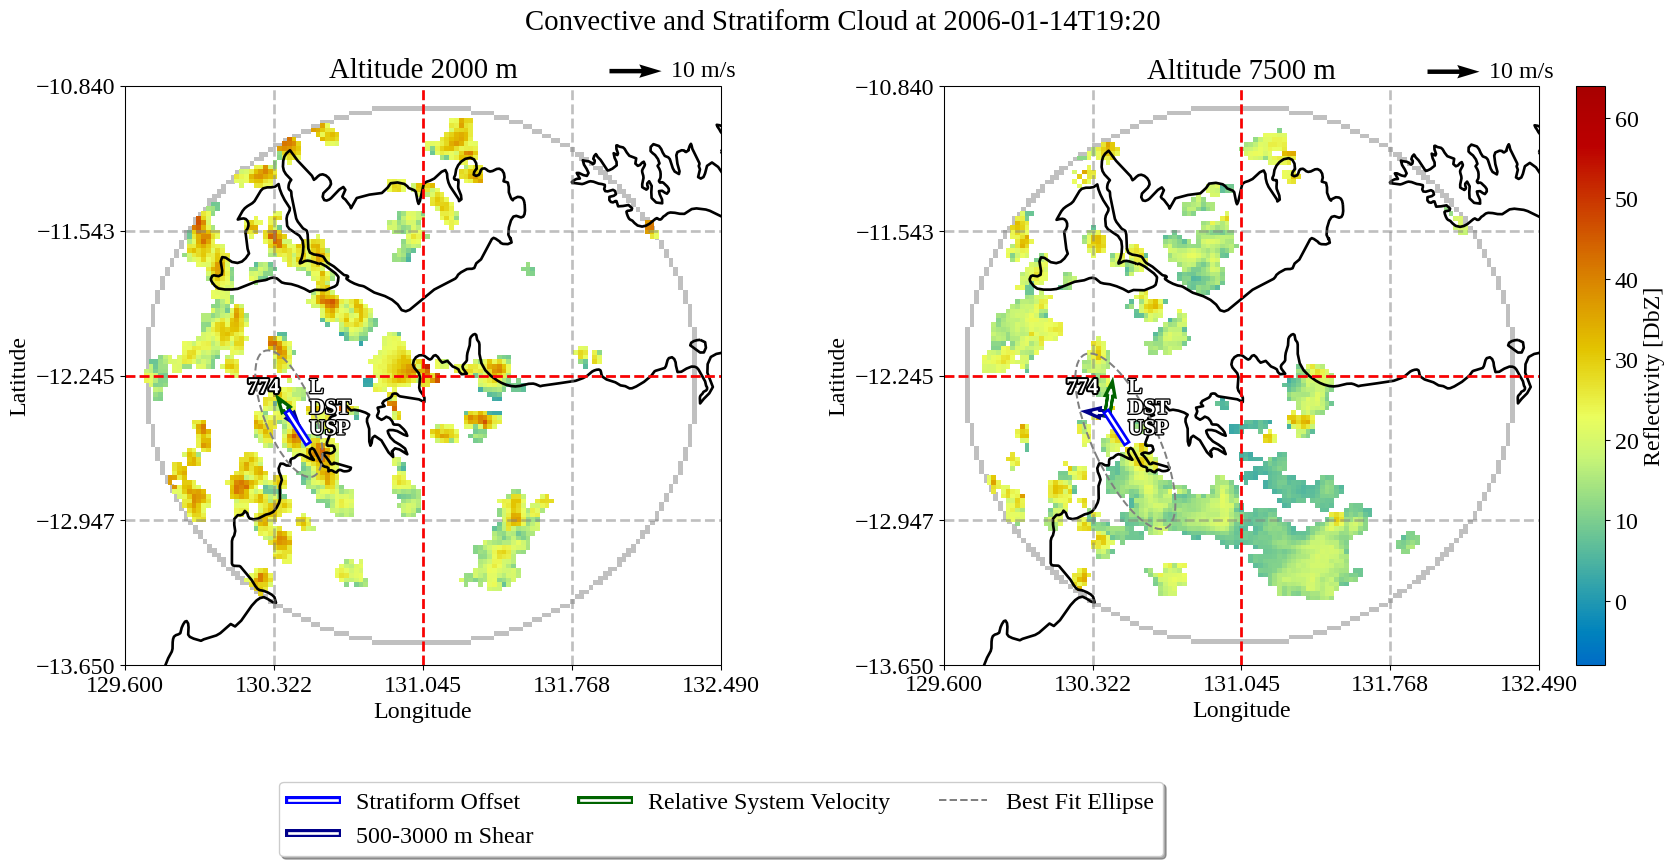 Convective and Stratiform Cloud at 2006-01-14T19:20
Altitude 2000 m
10 m/s
−10.840
−11.543
−12.245
−12.947
−13.650
Latitude
774
L
DST
USP
129.600
130.322
131.045
131.768
132.490
Longitude
Altitude 7500 m
10 m/s
−10.840
−11.543
−12.245
−12.947
−13.650
Latitude
774
L
DST
USP
129.600
130.322
131.045
131.768
132.490
Longitude
60
50
40
30
20
10
0
Reflectivity [DbZ]
Stratiform Offset
500-3000 m Shear
Relative System Velocity
Best Fit Ellipse